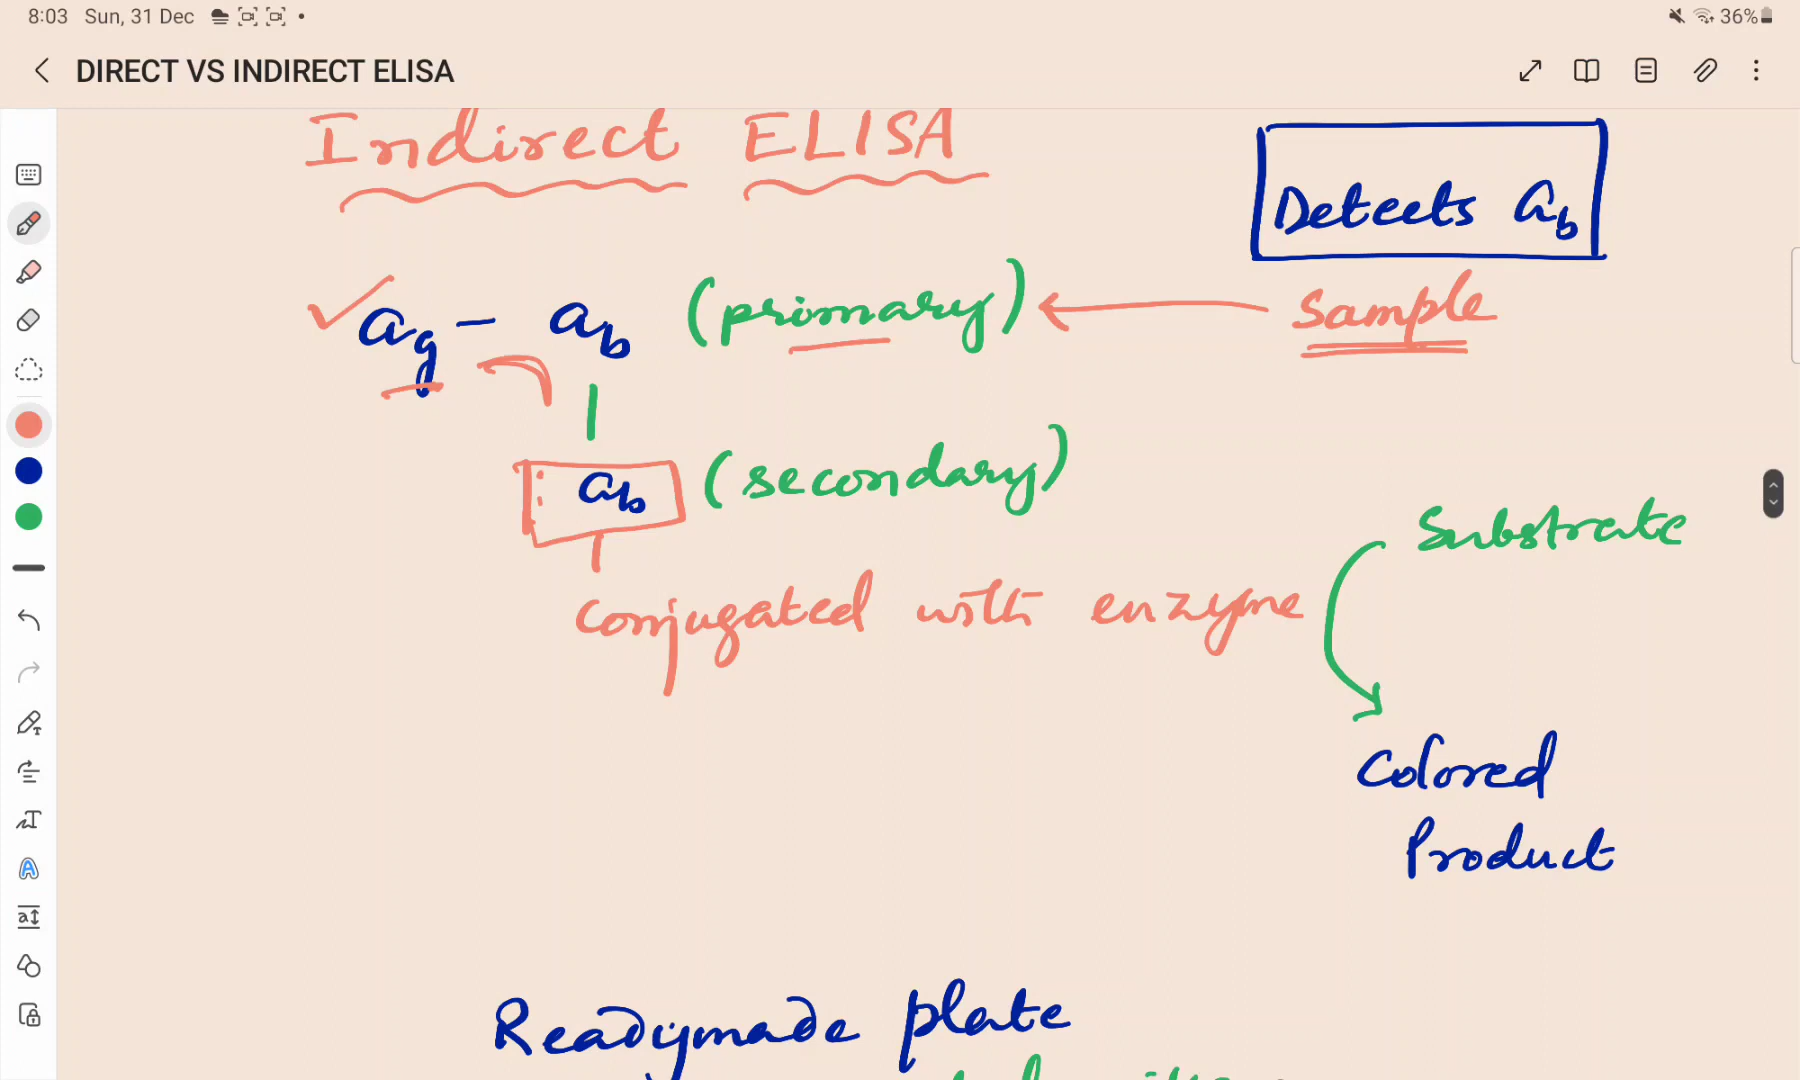 8:03 Sun, 31 Dec 36%
DIRECT VS INDIRECT ELISA
Indirect ELISA
Detects ab
ag - ab (primary) ← Sample
ab (secondary)
Substrate
Conjugated with enzyme
Colored
Product
Readymade plate